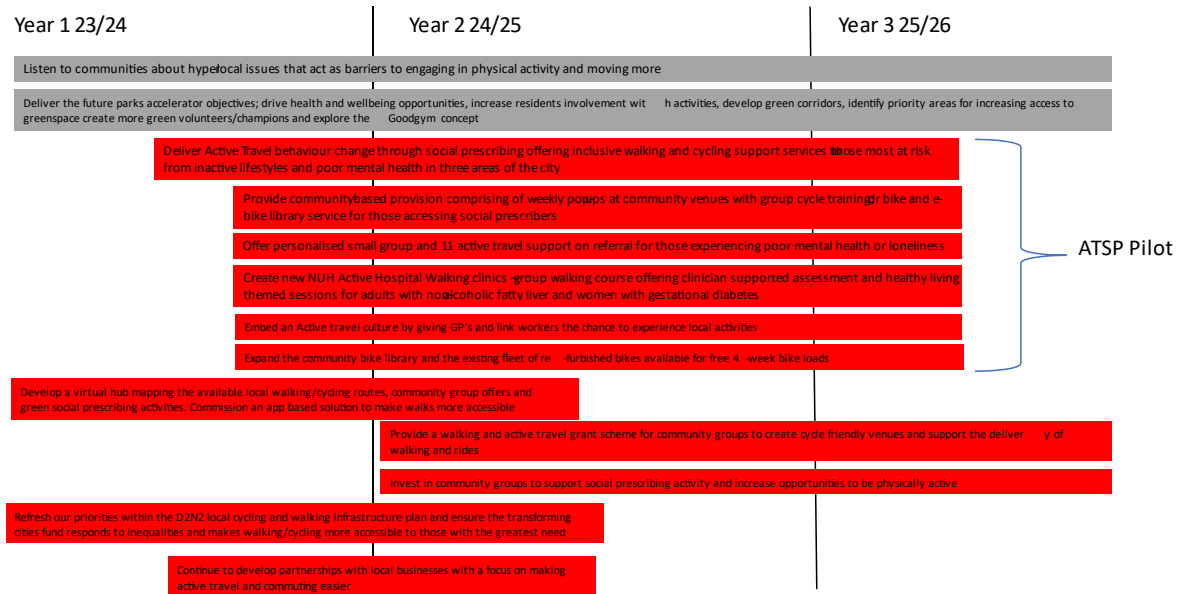 Year 1 23/24
Year 2 24/25
Year 3 25/26
Listen to communities about hyperlocal issues that act as barriers to engaging in physical activity and moving more
Deliver the future parks accelerator objectives; drive health and wellbeing opportunities, increase residents involvement wit h activities, develop green corridors, identify priority areas for increasing access to
greenspace create more green volunteers/champions and explore the Goodgym concept
Deliver Active Travel behaviour change through social prescribing offering inclusive walking and cycling support services to those most at risk
from inactive lifestyles and poor mental health in three areas of the city
Provide communitybased provision comprising of weekly pop-ups at community venues with group cycle training, bike and e-
bike library service for those accessing social prescribers
Offer personalised small group and 1-1 active travel support on referral for those experiencing poor mental health or loneliness
Create new NUH Active Hospital Walking clinics -group walking course offering clinician supported assessment and healthy living
themed sessions for adults with non-alcoholic fatty liver and women with gestational diabetes
Embed an Active travel culture by giving GP's and link workers the chance to experience local activities
Expand the community bike library and the existing fleet of re -furbished bikes available for free 4 -week bike loads
ATSP Pilot
Develop a virtual hub mapping the available local walking/cycling routes, community group offers and
green social prescribing activities. Commission an app based solution to make walks more accessible
Provide a walking and active travel grant scheme for community groups to create cycle friendly venues and support the deliver y of
walking and rides
Invest in community groups to support social prescribing activity and increase opportunities to be physically active
Refresh our priorities within the D2N2 local cycling and walking infrastructure plan and ensure the transforming
cities fund responds to inequalities and makes walking/cycling more accessible to those with the greatest need
Continue to develop partnerships with local businesses with a focus on making
active travel and commuting easier